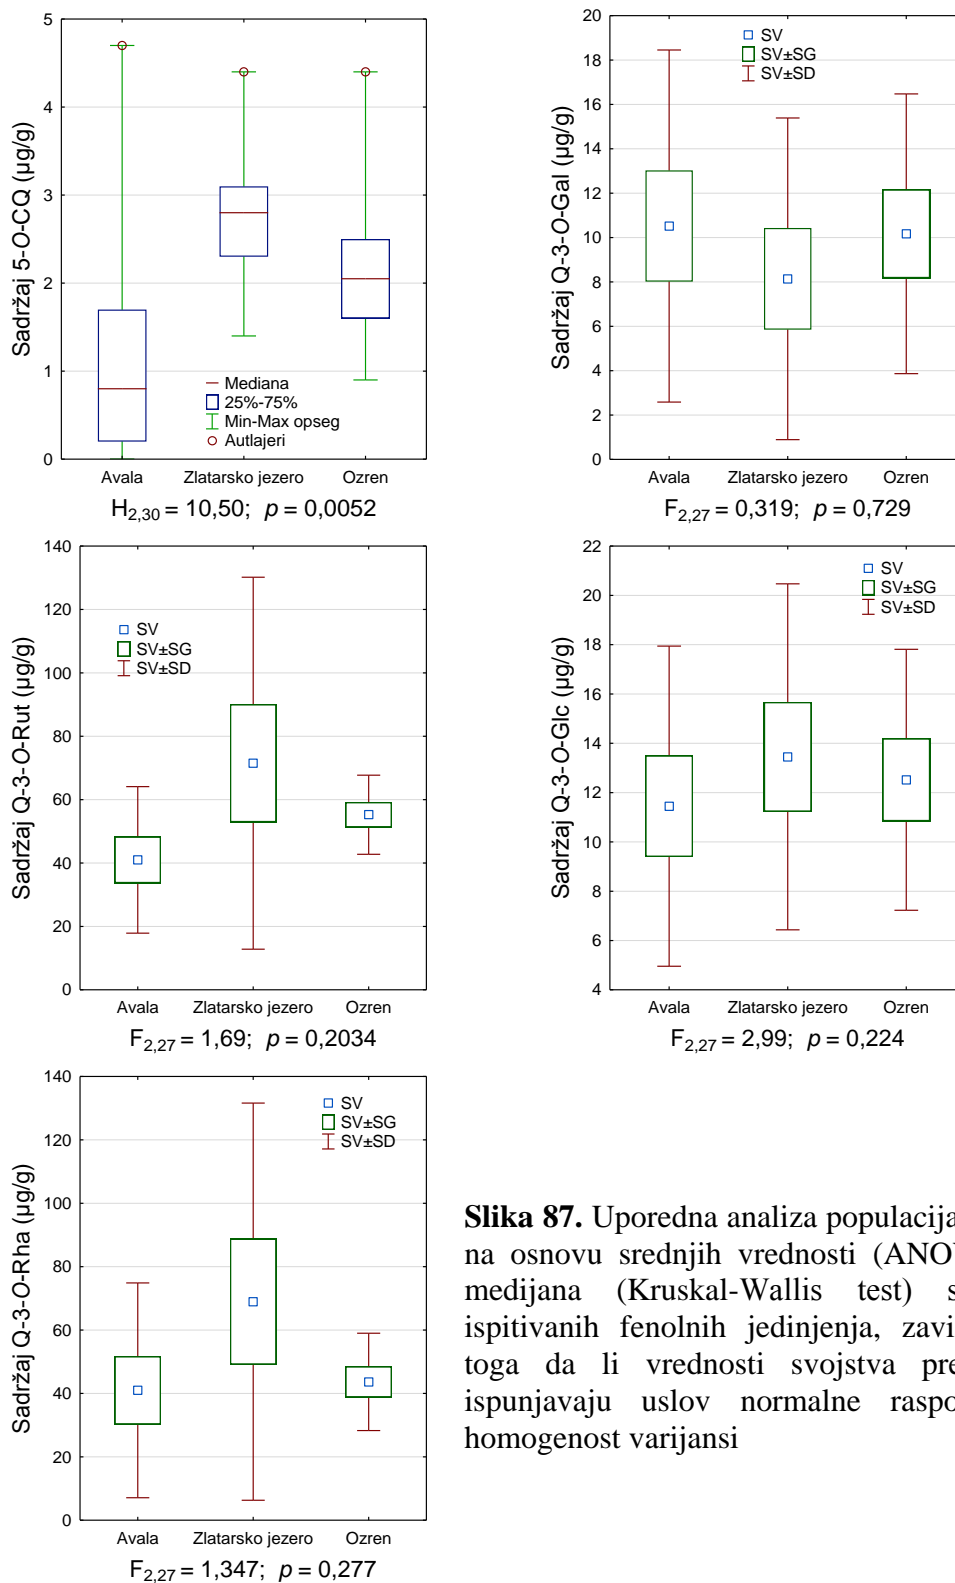 Sadržaj 5-O-CQ (µg/g)
5
4
3
2
1
0
Mediana
25%-75%
Min-Max opseg
Autlajeri
Avala Zlatarsko jezero Ozren
H2,30 = 10,50; p = 0,0052
Sadržaj Q-3-O-Gal (µg/g)
20
18
16
14
12
10
8
6
4
2
0
SV
SV±SG
SV±SD
Avala Zlatarsko jezero Ozren
F2,27 = 0,319; p = 0,729
Sadržaj Q-3-O-Rut (µg/g)
140
120
100
80
60
40
20
0
SV
SV±SG
SV±SD
Avala Zlatarsko jezero Ozren
F2,27 = 1,69; p = 0,2034
Sadržaj Q-3-O-Glc (µg/g)
22
20
18
16
14
12
10
8
6
4
SV
SV±SG
SV±SD
Avala Zlatarsko jezero Ozren
F2,27 = 2,99; p = 0,224
Sadržaj Q-3-O-Rha (µg/g)
140
120
100
80
60
40
20
0
SV
SV±SG
SV±SD
Avala Zlatarsko jezero Ozren
F2,27 = 1,347; p = 0,277
Slika 87. Uporedna analiza populacija
na osnovu srednjih vrednosti (ANO
medijana (Kruskal-Wallis test) s
ispitivanih fenolnih jedinjenja, zavi
toga da li vrednosti svojstva pre
ispunjavaju uslov normalne raspo
homogenost varijansi